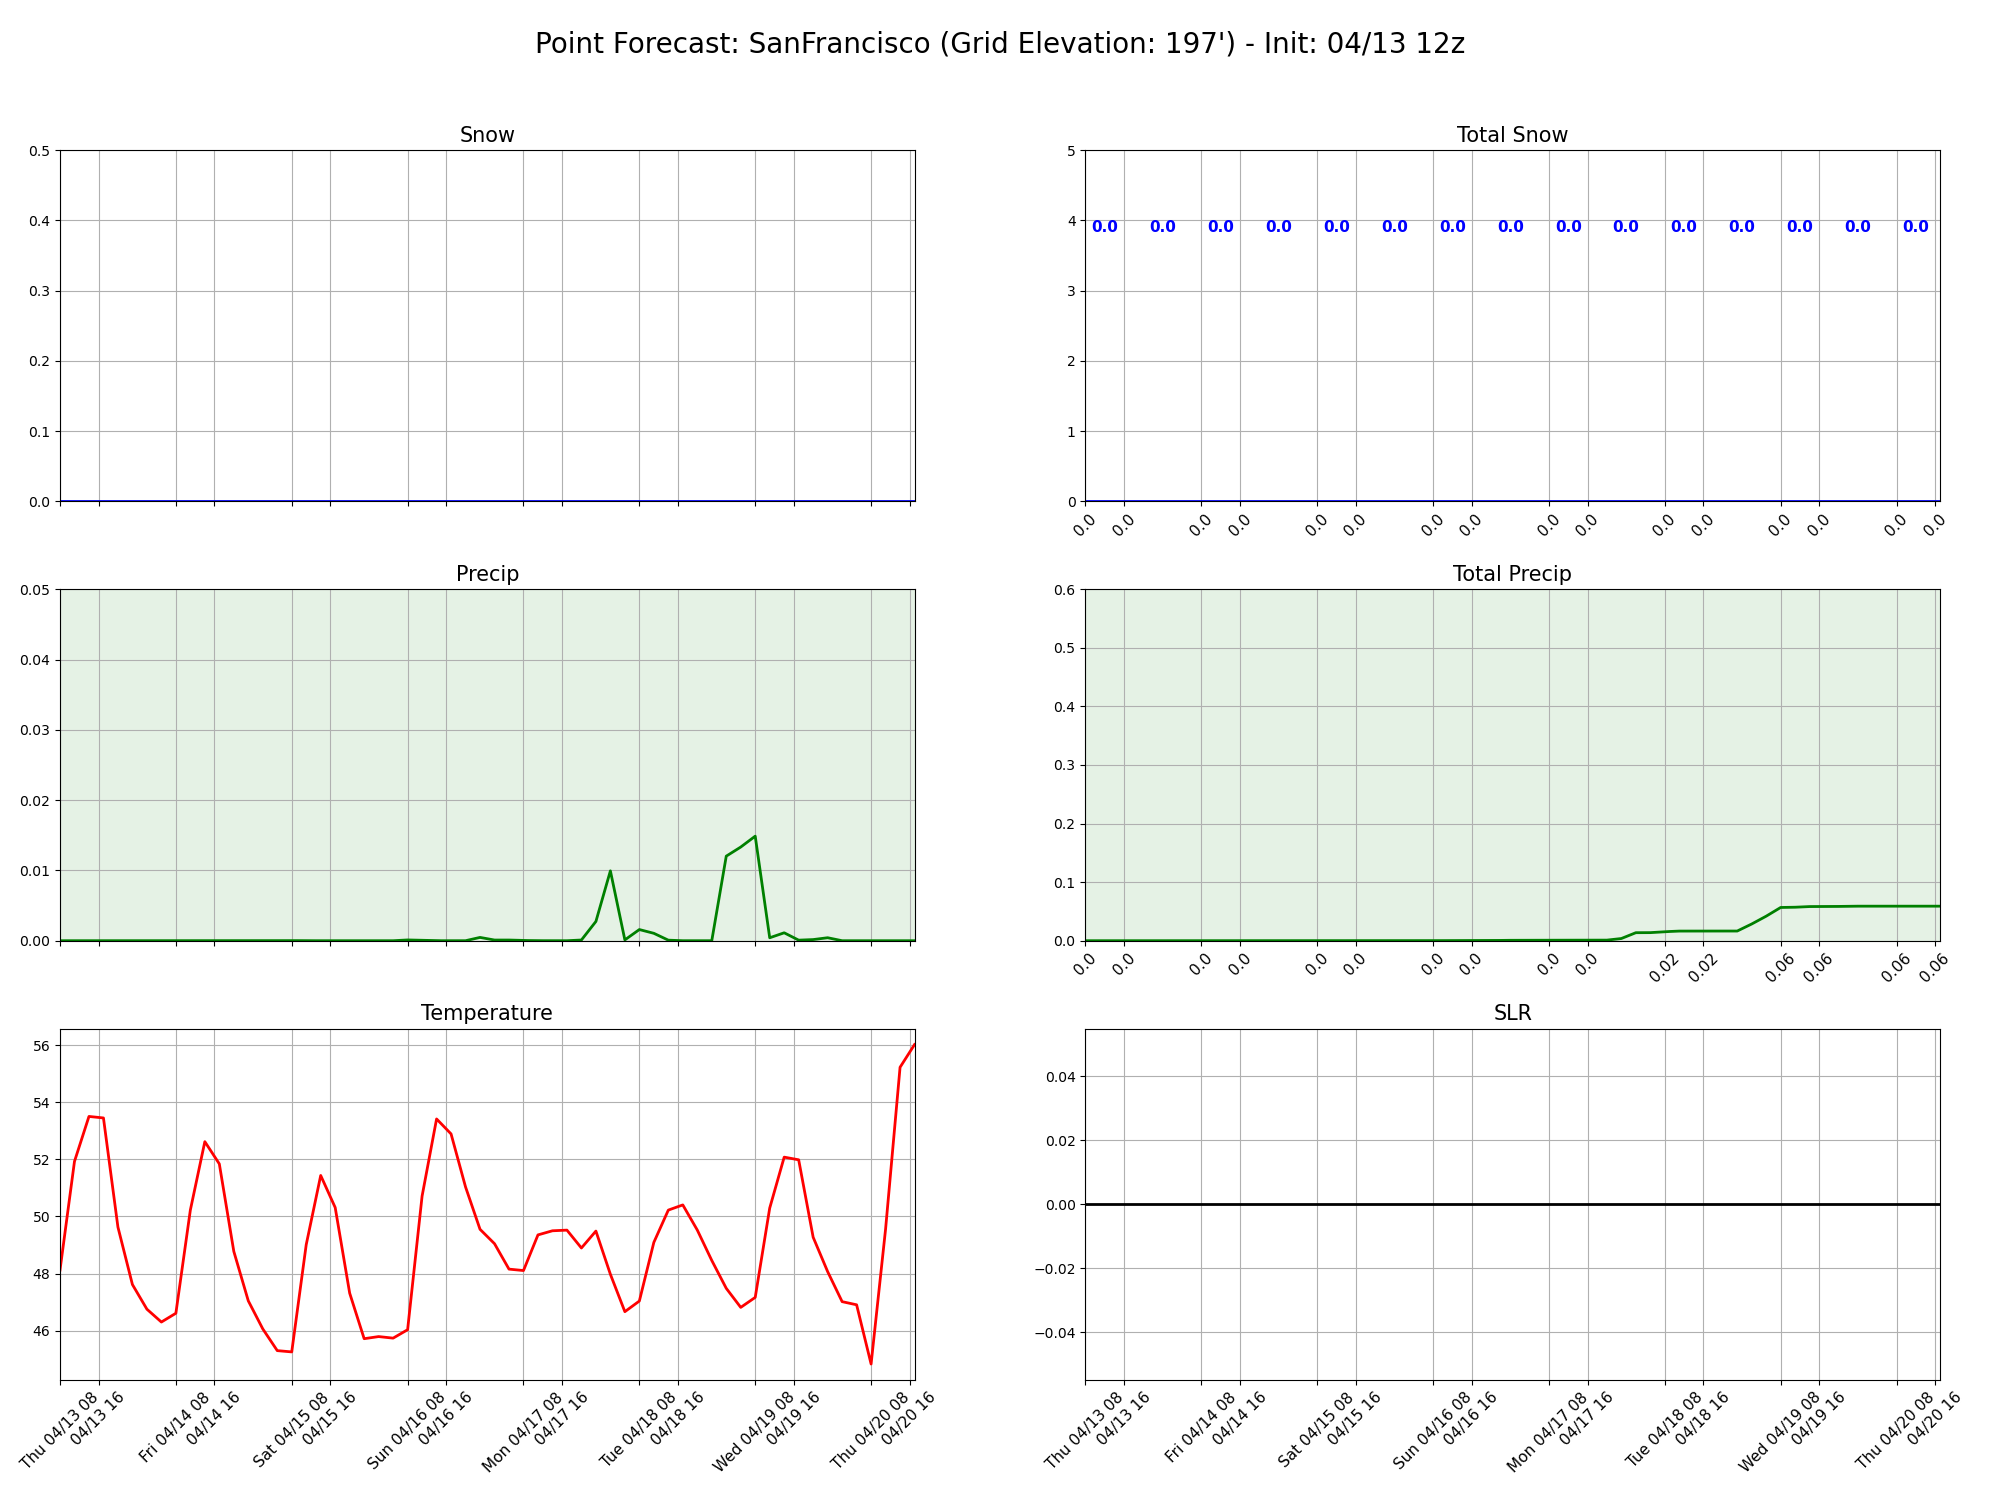 Point Forecast: SanFrancisco (Grid Elevation: 197') - Init: 04/13 12z
Snow
0.5
0.4
0.3
0.2
0.1
0.0
Total Snow
5
4
3
2
1
0
0.0 0.0 0.0 0.0 0.0 0.0 0.0 0.0 0.0 0.0 0.0 0.0 0.0 0.0 0.0
0.0 0.0 0.0 0.0 0.0 0.0 0.0 0.0 0.0 0.0 0.0 0.0 0.0 0.0 0.0 0.0
Precip
0.05
0.04
0.03
0.02
0.01
0.00
Total Precip
0.6
0.5
0.4
0.3
0.2
0.1
0.0
0.0 0.0 0.0 0.0 0.0 0.0 0.0 0.0 0.0 0.0 0.02 0.02 0.06 0.06 0.06 0.06
Temperature
56
54
52
50
48
46
Thu 04/13 08
04/13 16
Fri 04/14 08
04/14 16
Sat 04/15 08
04/15 16
Sun 04/16 08
04/16 16
Mon 04/17 08
04/17 16
Tue 04/18 08
04/18 16
Wed 04/19 08
04/19 16
Thu 04/20 08
04/20 16
SLR
0.04
0.02
0.00
−0.02
−0.04
Thu 04/13 08
04/13 16
Fri 04/14 08
04/14 16
Sat 04/15 08
04/15 16
Sun 04/16 08
04/16 16
Mon 04/17 08
04/17 16
Tue 04/18 08
04/18 16
Wed 04/19 08
04/19 16
Thu 04/20 08
04/20 16